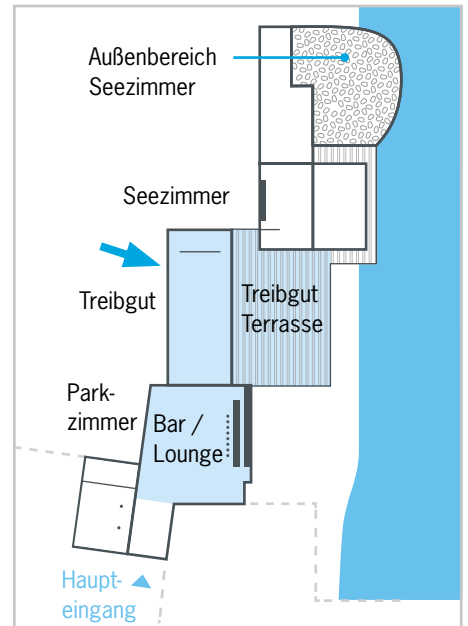 Außenbereich
Seezimmer
Seezimmer
Treibgut
Treibgut
Terrasse
Park-
zimmer
Bar /
Lounge
Haupt-
eingang